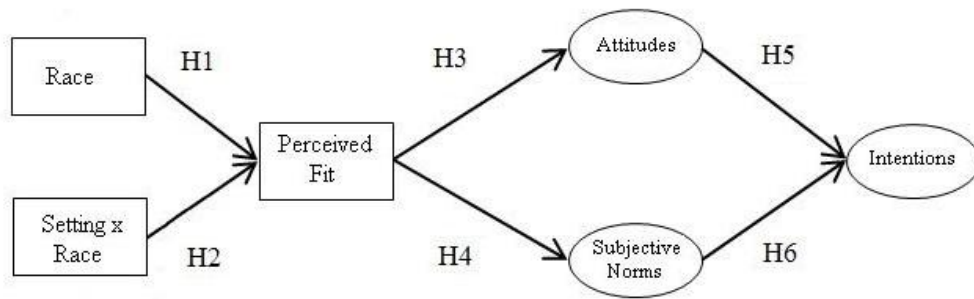 Race
H1
Setting x
Race
H2
Perceived
Fit
H3
H4
Attitudes
Subjective
Norms
H5
H6
Intentions